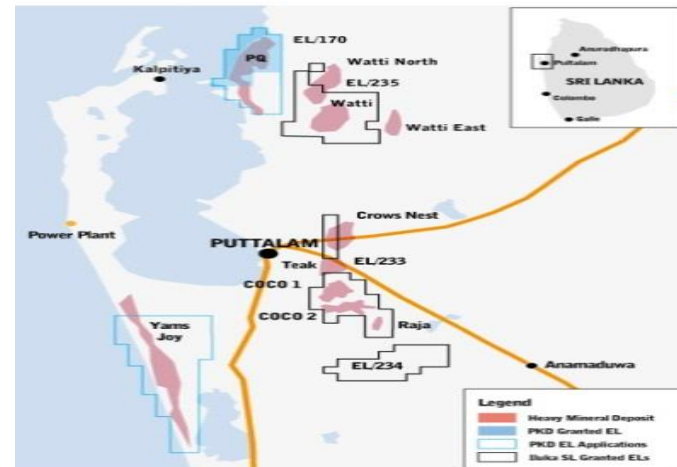 EL/170
PQ
Kalpitiya
Watti North
EL/235
Watti
Watti East
Anuradhapura
Puttalam
SRI LANKA
Colombo
Galle
Power Plant
Crows Nest
PUTTALAM
Teak
EL/233
COCO 1
COCO 2
Raja
Yams
Joy
EL/234
Anamaduwa
Legend
Heavy Mineral Deposit
PKD Granted EL
PKD EL Applications
Iluka SL Granted ELs